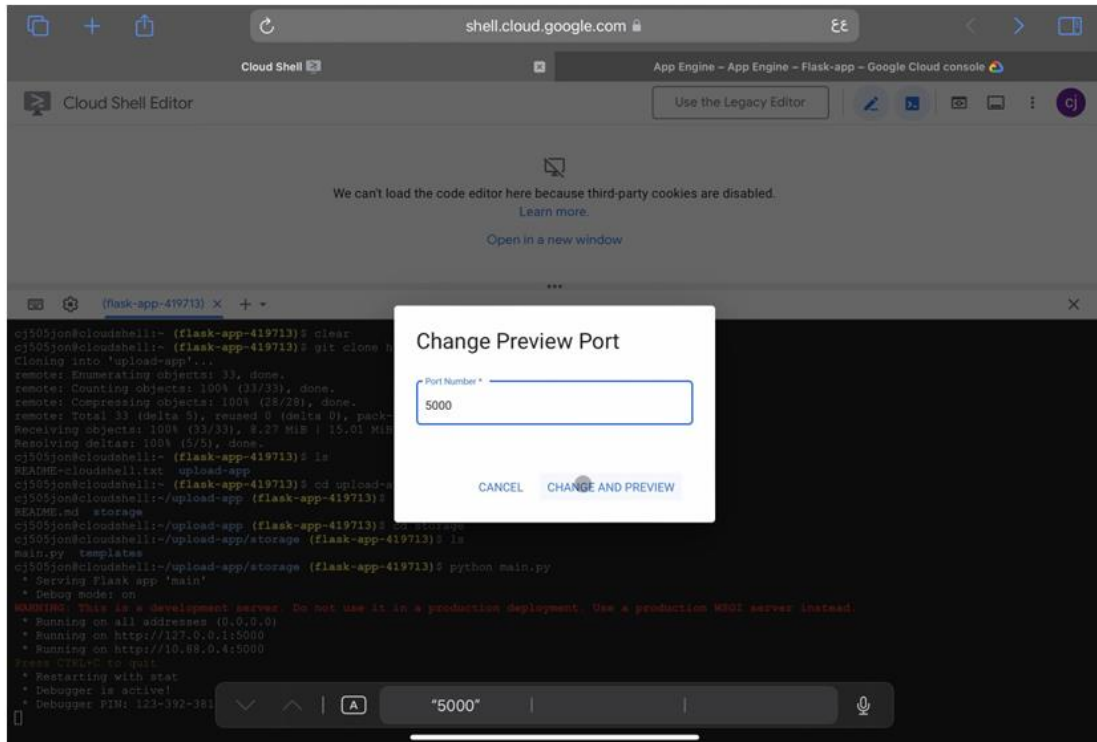 shell.cloud.google.com
ع‎ع
Cloud Shell
App Engine – App Engine – Flask-app – Google Cloud console
Cloud Shell Editor
Use the Legacy Editor
cj
We can't load the code editor here because third-party cookies are disabled.
Learn more.
Open in a new window
(flask-app-419713)
cj505jon@cloudshell:~ (flask-app-419713)$ clear
cj505jon@cloudshell:~ (flask-app-419713)$ git clone h
Cloning into 'upload-app'...
remote: Enumerating objects: 33, done.
remote: Counting objects: 100% (33/33), done.
remote: Compressing objects: 100% (28/28), done.
remote: Total 33 (delta 5), reused 0 (delta 0), pack-
Receiving objects: 100% (33/33), 8.27 MiB | 15.01 MiB
Resolving deltas: 100% (5/5), done.
cj505jon@cloudshell:~ (flask-app-419713)$ ls
README-cloudshell.txt upload-app
cj505jon@cloudshell:~ (flask-app-419713)$ cd upload-a
cj505jon@cloudshell:~/upload-app (flask-app-419713)$
README.md storage
cj505jon@cloudshell:~/upload-app (flask-app-419713)$ cd storage
cj505jon@cloudshell:~/upload-app/storage (flask-app-419713)$ ls
main.py templates
cj505jon@cloudshell:~/upload-app/storage (flask-app-419713)$ python main.py
* Serving Flask app 'main'
* Debug mode: on
WARNING: This is a development server. Do not use it in a production deployment. Use a production WSGI server instead.
* Running on all addresses (0.0.0.0)
* Running on http://127.0.0.1:5000
* Running on http://10.88.0.4:5000
Press CTRL+C to quit
* Restarting with stat
* Debugger is active!
* Debugger PIN: 123-392-381
Change Preview Port
Port Number *
5000
CANCEL CHANGE AND PREVIEW
A
"5000"